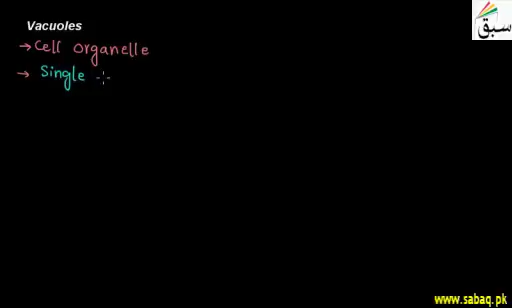 Vacuoles
سبق
→ Cell Organelle
→ Single
www.sabaq.pk